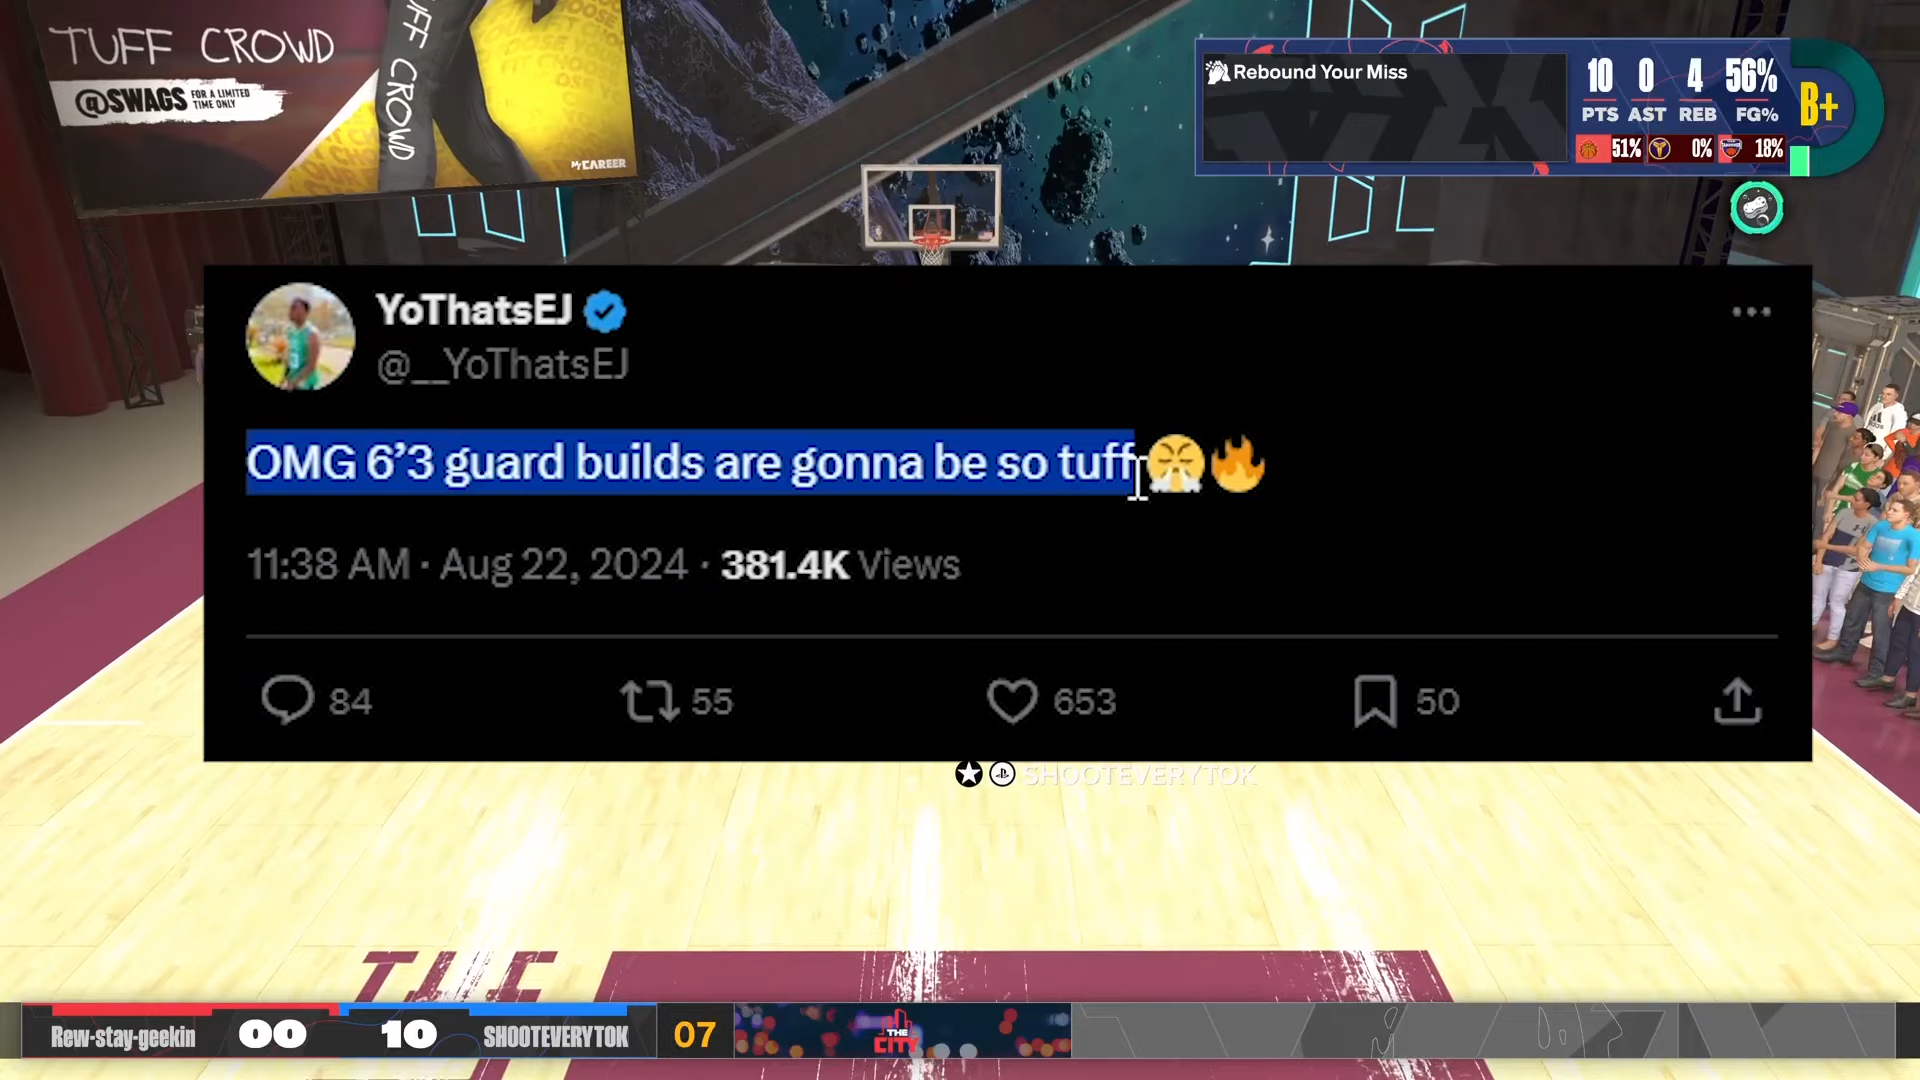 TUFF CROWD
@SWAGS FOR A LIMITED TIME ONLY
TUFF CROWD
MyCAREER
Rebound Your Miss
10 0 4 56%
PTS AST REB FG%
B+
51% 0% 18%
YoThatsEJ
@__YoThatsEJ
OMG 6’3 guard builds are gonna be so tuff😤🔥
11:38 AM · Aug 22, 2024 · 381.4K Views
84 55 653 50
SHOOTEVERYTOK
Rew-stay-geekin 00 10 SHOOTEVERYTOK 07 THE CITY